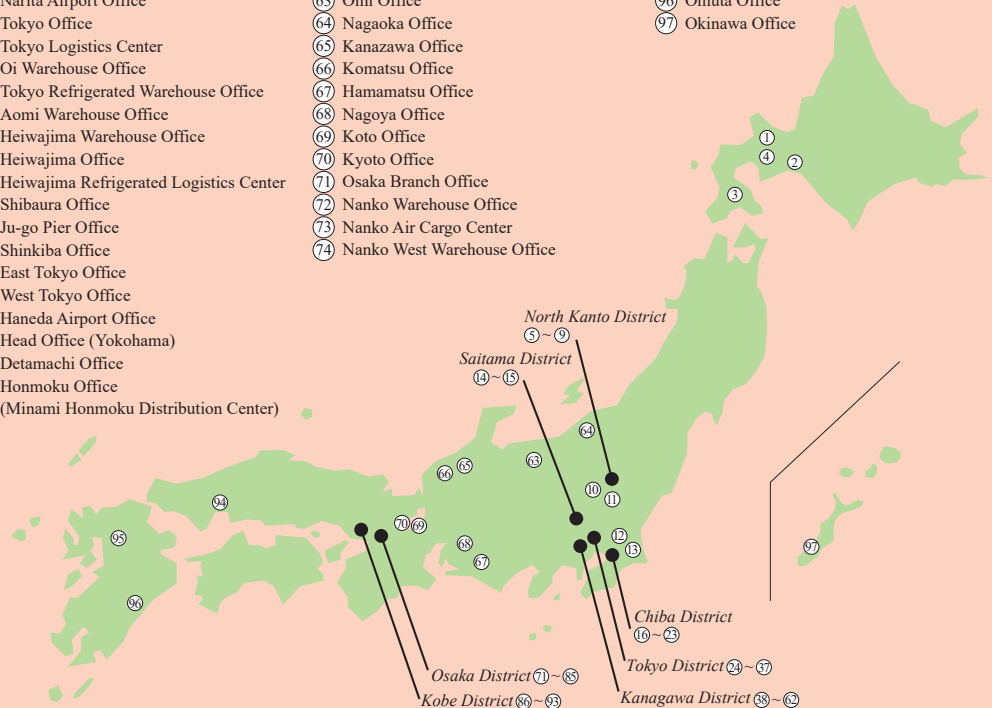 Narita Airport Office
Tokyo Office
Tokyo Logistics Center
Oi Warehouse Office
Tokyo Refrigerated Warehouse Office
Aomi Warehouse Office
Heiwajima Warehouse Office
Heiwajima Office
Heiwajima Refrigerated Logistics Center
Shibaura Office
Ju-go Pier Office
Shinkiba Office
East Tokyo Office
West Tokyo Office
Haneda Airport Office
Head Office (Yokohama)
Detamachi Office
Honmoku Office
(Minami Honmoku Distribution Center)
63 Omi Office
64 Nagaoka Office
65 Kanazawa Office
66 Komatsu Office
67 Hamamatsu Office
68 Nagoya Office
69 Koto Office
70 Kyoto Office
71 Osaka Branch Office
72 Nanko Warehouse Office
73 Nanko Air Cargo Center
74 Nanko West Warehouse Office
96 Omuta Office
97 Okinawa Office
1
4
2
3
North Kanto District
5 ~ 9
Saitama District
14 ~ 15
64
63
65
66
10
11
94
95
96
70
69
68
67
12
13
97
Chiba District
16 ~ 23
Tokyo District 24 ~ 37
Kanagawa District 38 ~ 62
Osaka District 71 ~ 85
Kobe District 86 ~ 93